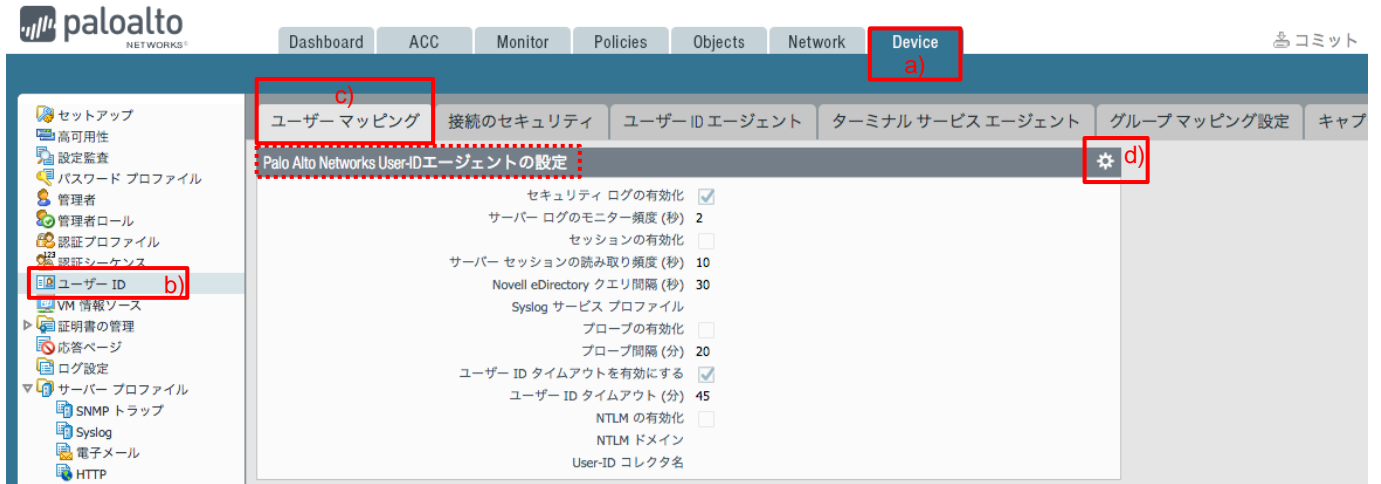 paloalto
NETWORKS®
Dashboard ACC Monitor Policies Objects Network Device コミット
a)
c)
セットアップ
高可用性
設定監査
パスワード プロファイル
管理者
管理者ロール
認証プロファイル
認証シーケンス
ユーザー ID b)
VM 情報ソース
証明書の管理
応答ページ
ログ設定
サーバー プロファイル
SNMP トラップ
Syslog
電子メール
HTTP
ユーザー マッピング 接続のセキュリティ ユーザー ID エージェント ターミナル サービス エージェント グループ マッピング設定 キャプ
Palo Alto Networks User-IDエージェントの設定 d)
セキュリティ ログの有効化
サーバー ログのモニター頻度 (秒) 2
セッションの有効化
サーバー セッションの読み取り頻度 (秒) 10
Novell eDirectory クエリ間隔 (秒) 30
Syslog サービス プロファイル
プローブの有効化
プローブ間隔 (分) 20
ユーザー ID タイムアウトを有効にする
ユーザー ID タイムアウト (分) 45
NTLM の有効化
NTLM ドメイン
User-ID コレクタ名